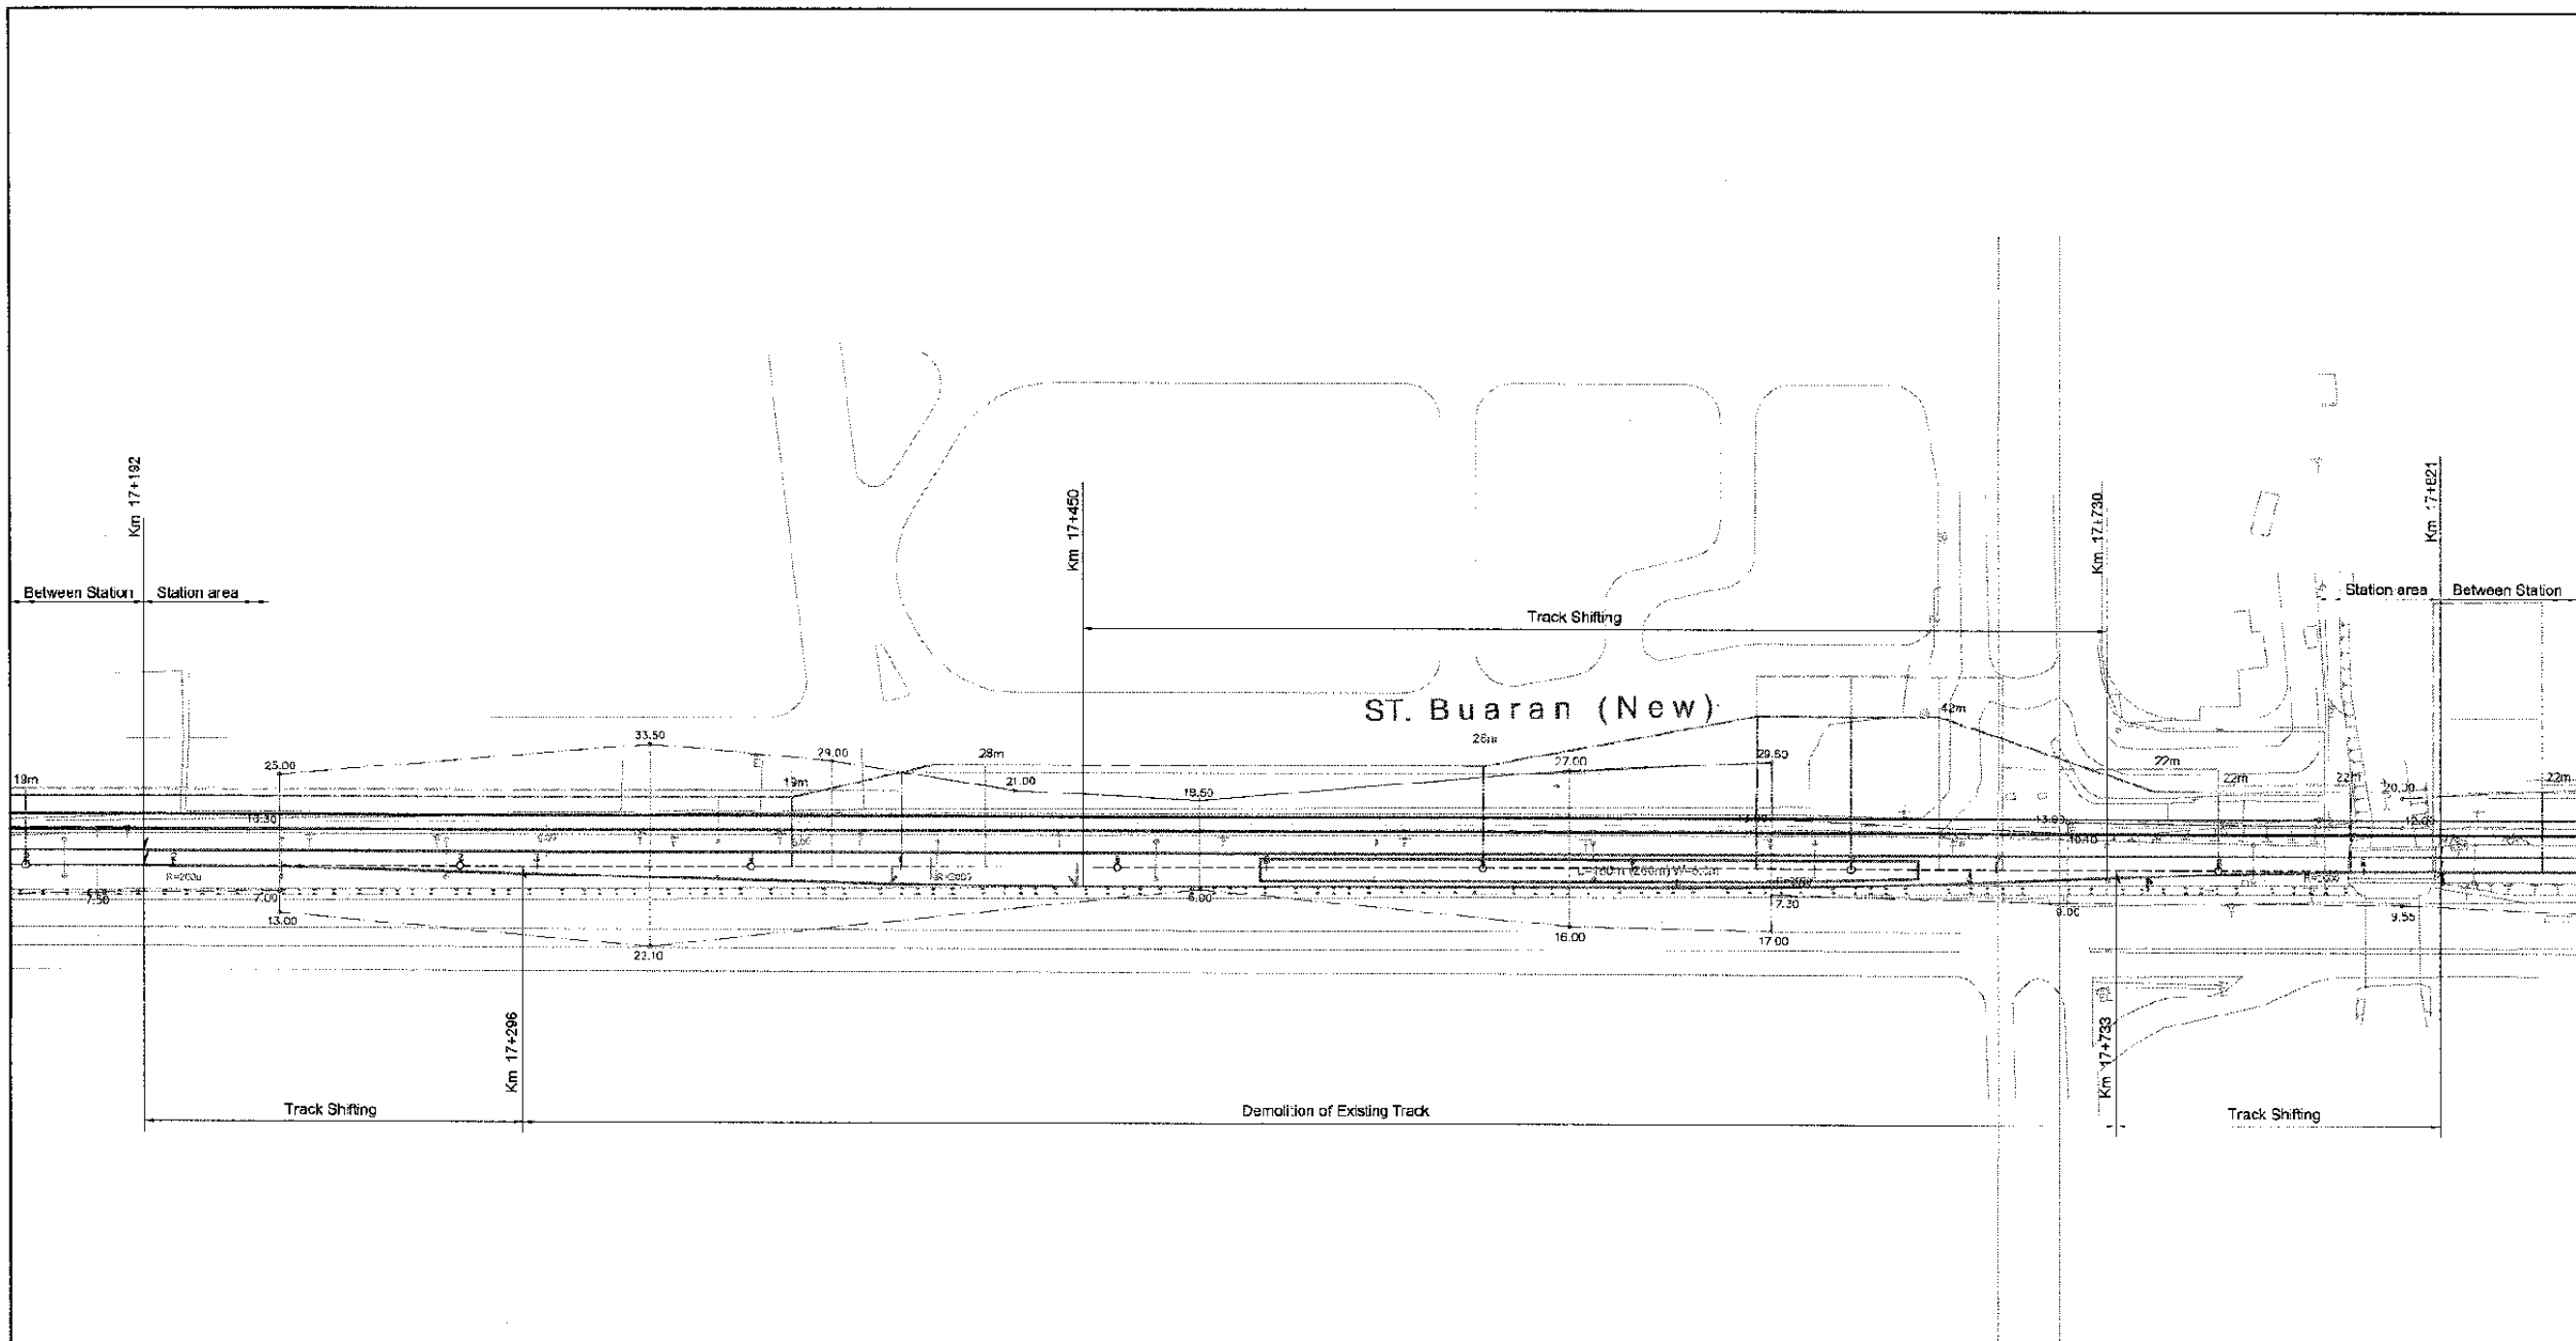 Km 17+192
Km 17+450
Km 17+730
Km 17+821
Between Station
Station area
Track Shifting
Station area
Between Station
ST. Buaran (New)
42m
33.50
29.00
28m
29.50
27.00
25.00
22m
19m
19m
21.00
22m
22m
20.00
22m
7.50
7.00
13.00
22.10
6.00
16.00
7.30
17.00
9.00
9.55
Km 17+296
Km 17+733
Track Shifting
Demolition of Existing Track
Track Shifting